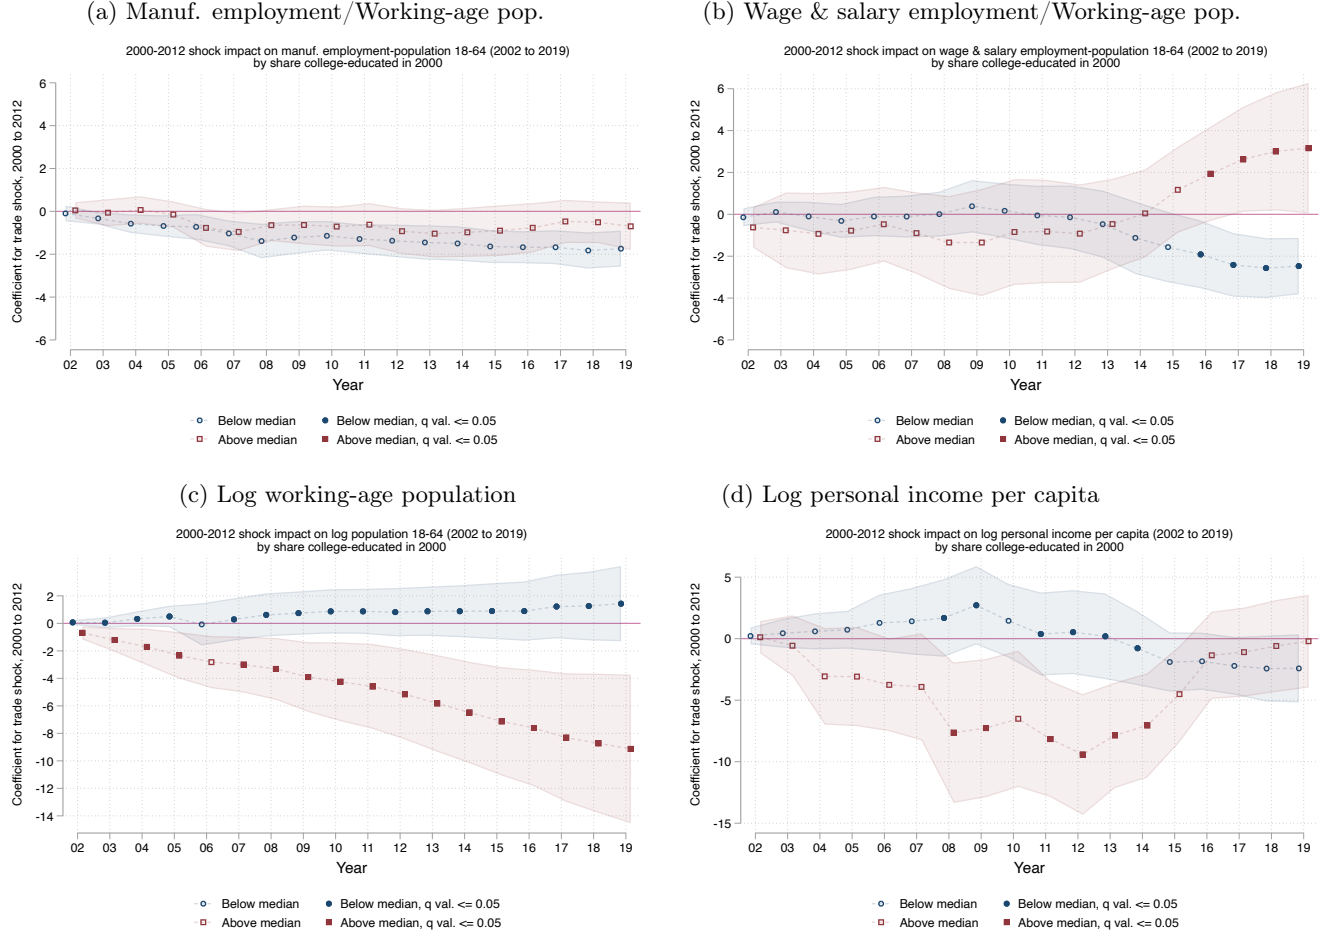 (a) Manuf. employment/Working-age pop.
2000-2012 shock impact on manuf. employment-population 18-64 (2002 to 2019)
by share college-educated in 2000
Coefficient for trade shock, 2000 to 2012
6
4
2
0
-2
-4
-6
02 03 04 05 06 07 08 09 10 11 12 13 14 15 16 17 18 19
Year
Below median
Below median, q val. <= 0.05
Above median
Above median, q val. <= 0.05
(b) Wage & salary employment/Working-age pop.
2000-2012 shock impact on wage & salary employment-population 18-64 (2002 to 2019)
by share college-educated in 2000
Coefficient for trade shock, 2000 to 2012
6
4
2
0
-2
-4
-6
02 03 04 05 06 07 08 09 10 11 12 13 14 15 16 17 18 19
Year
Below median
Below median, q val. <= 0.05
Above median
Above median, q val. <= 0.05
(c) Log working-age population
2000-2012 shock impact on log population 18-64 (2002 to 2019)
by share college-educated in 2000
Coefficient for trade shock, 2000 to 2012
2
0
-2
-4
-6
-8
-10
-12
-14
02 03 04 05 06 07 08 09 10 11 12 13 14 15 16 17 18 19
Year
Below median
Below median, q val. <= 0.05
Above median
Above median, q val. <= 0.05
(d) Log personal income per capita
2000-2012 shock impact on log personal income per capita (2002 to 2019)
by share college-educated in 2000
Coefficient for trade shock, 2000 to 2012
5
0
-5
-10
-15
02 03 04 05 06 07 08 09 10 11 12 13 14 15 16 17 18 19
Year
Below median
Below median, q val. <= 0.05
Above median
Above median, q val. <= 0.05